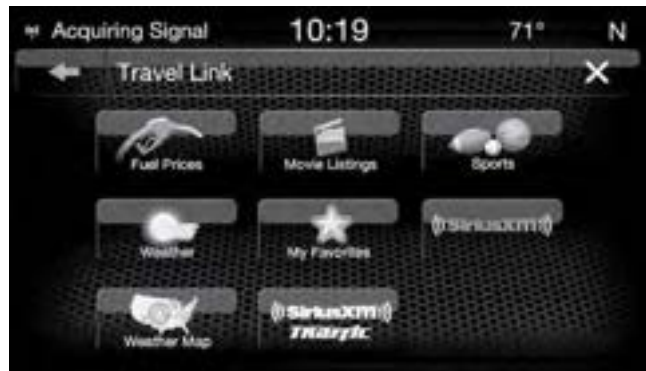 Acquiring Signal 10:19 71° N
Travel Link
Fuel Prices Movie Listings Sports
Weather My Favorites ((SiriusXM))
Weather Map ((SiriusXM))
Traffic